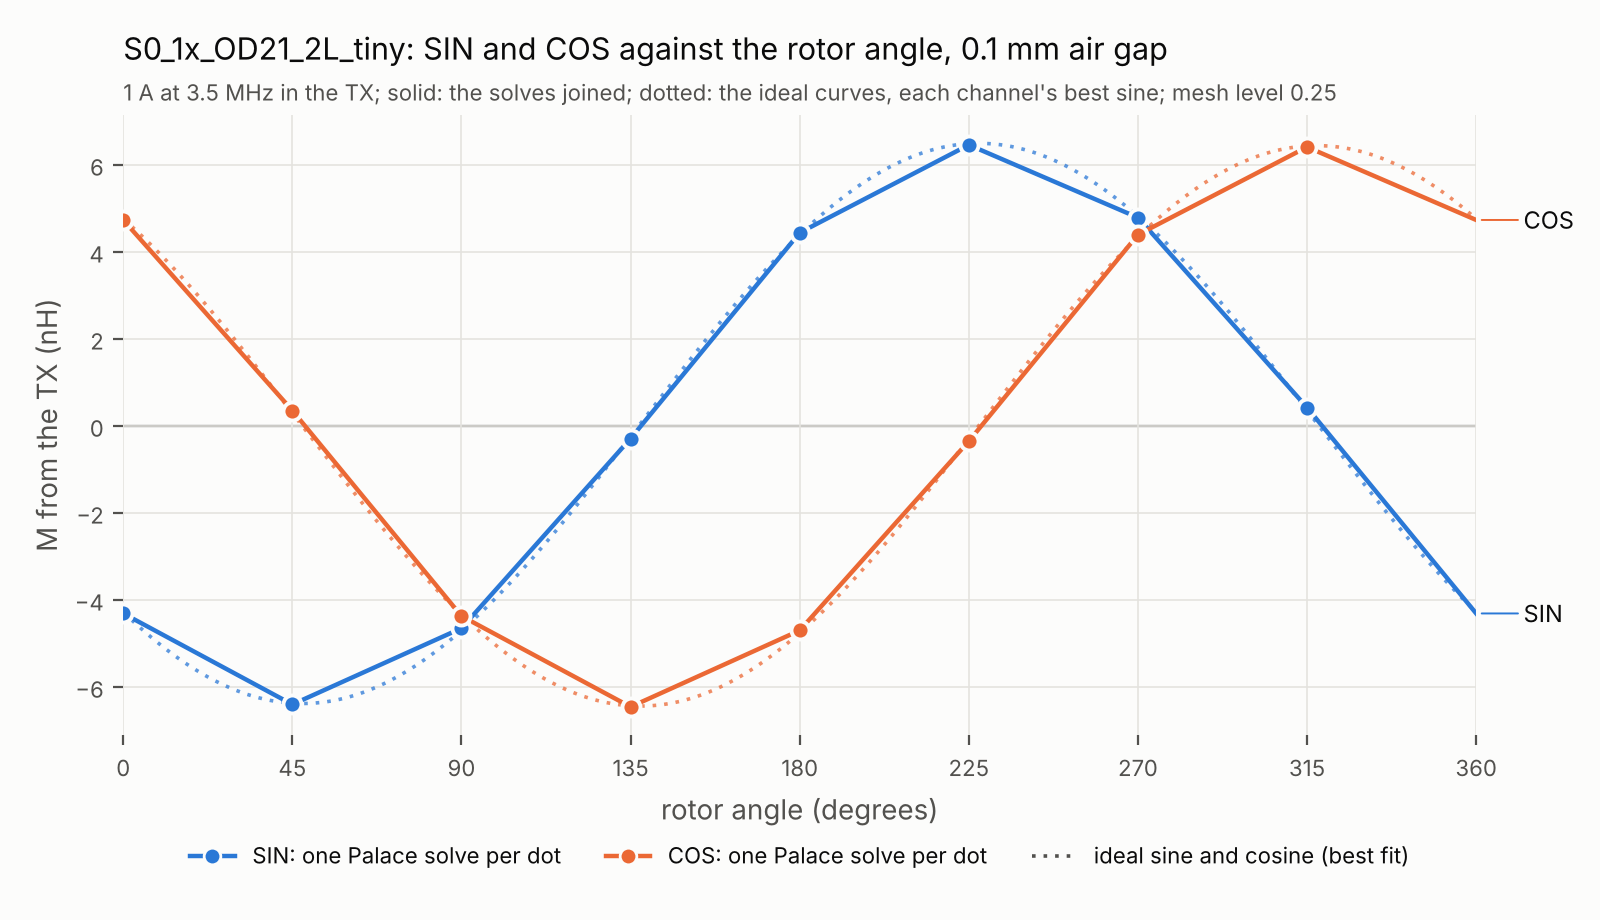 S0_1x_OD21_2L_tiny: SIN and COS against the rotor angle, 0.1 mm air gap
1 A at 3.5 MHz in the TX; solid: the solves joined; dotted: the ideal curves, each channel's best sine; mesh level 0.25
M from the TX (nH)
6
4
2
0
−2
−4
−6
COS
SIN
0 45 90 135 180 225 270 315 360
rotor angle (degrees)
SIN: one Palace solve per dot COS: one Palace solve per dot ideal sine and cosine (best fit)